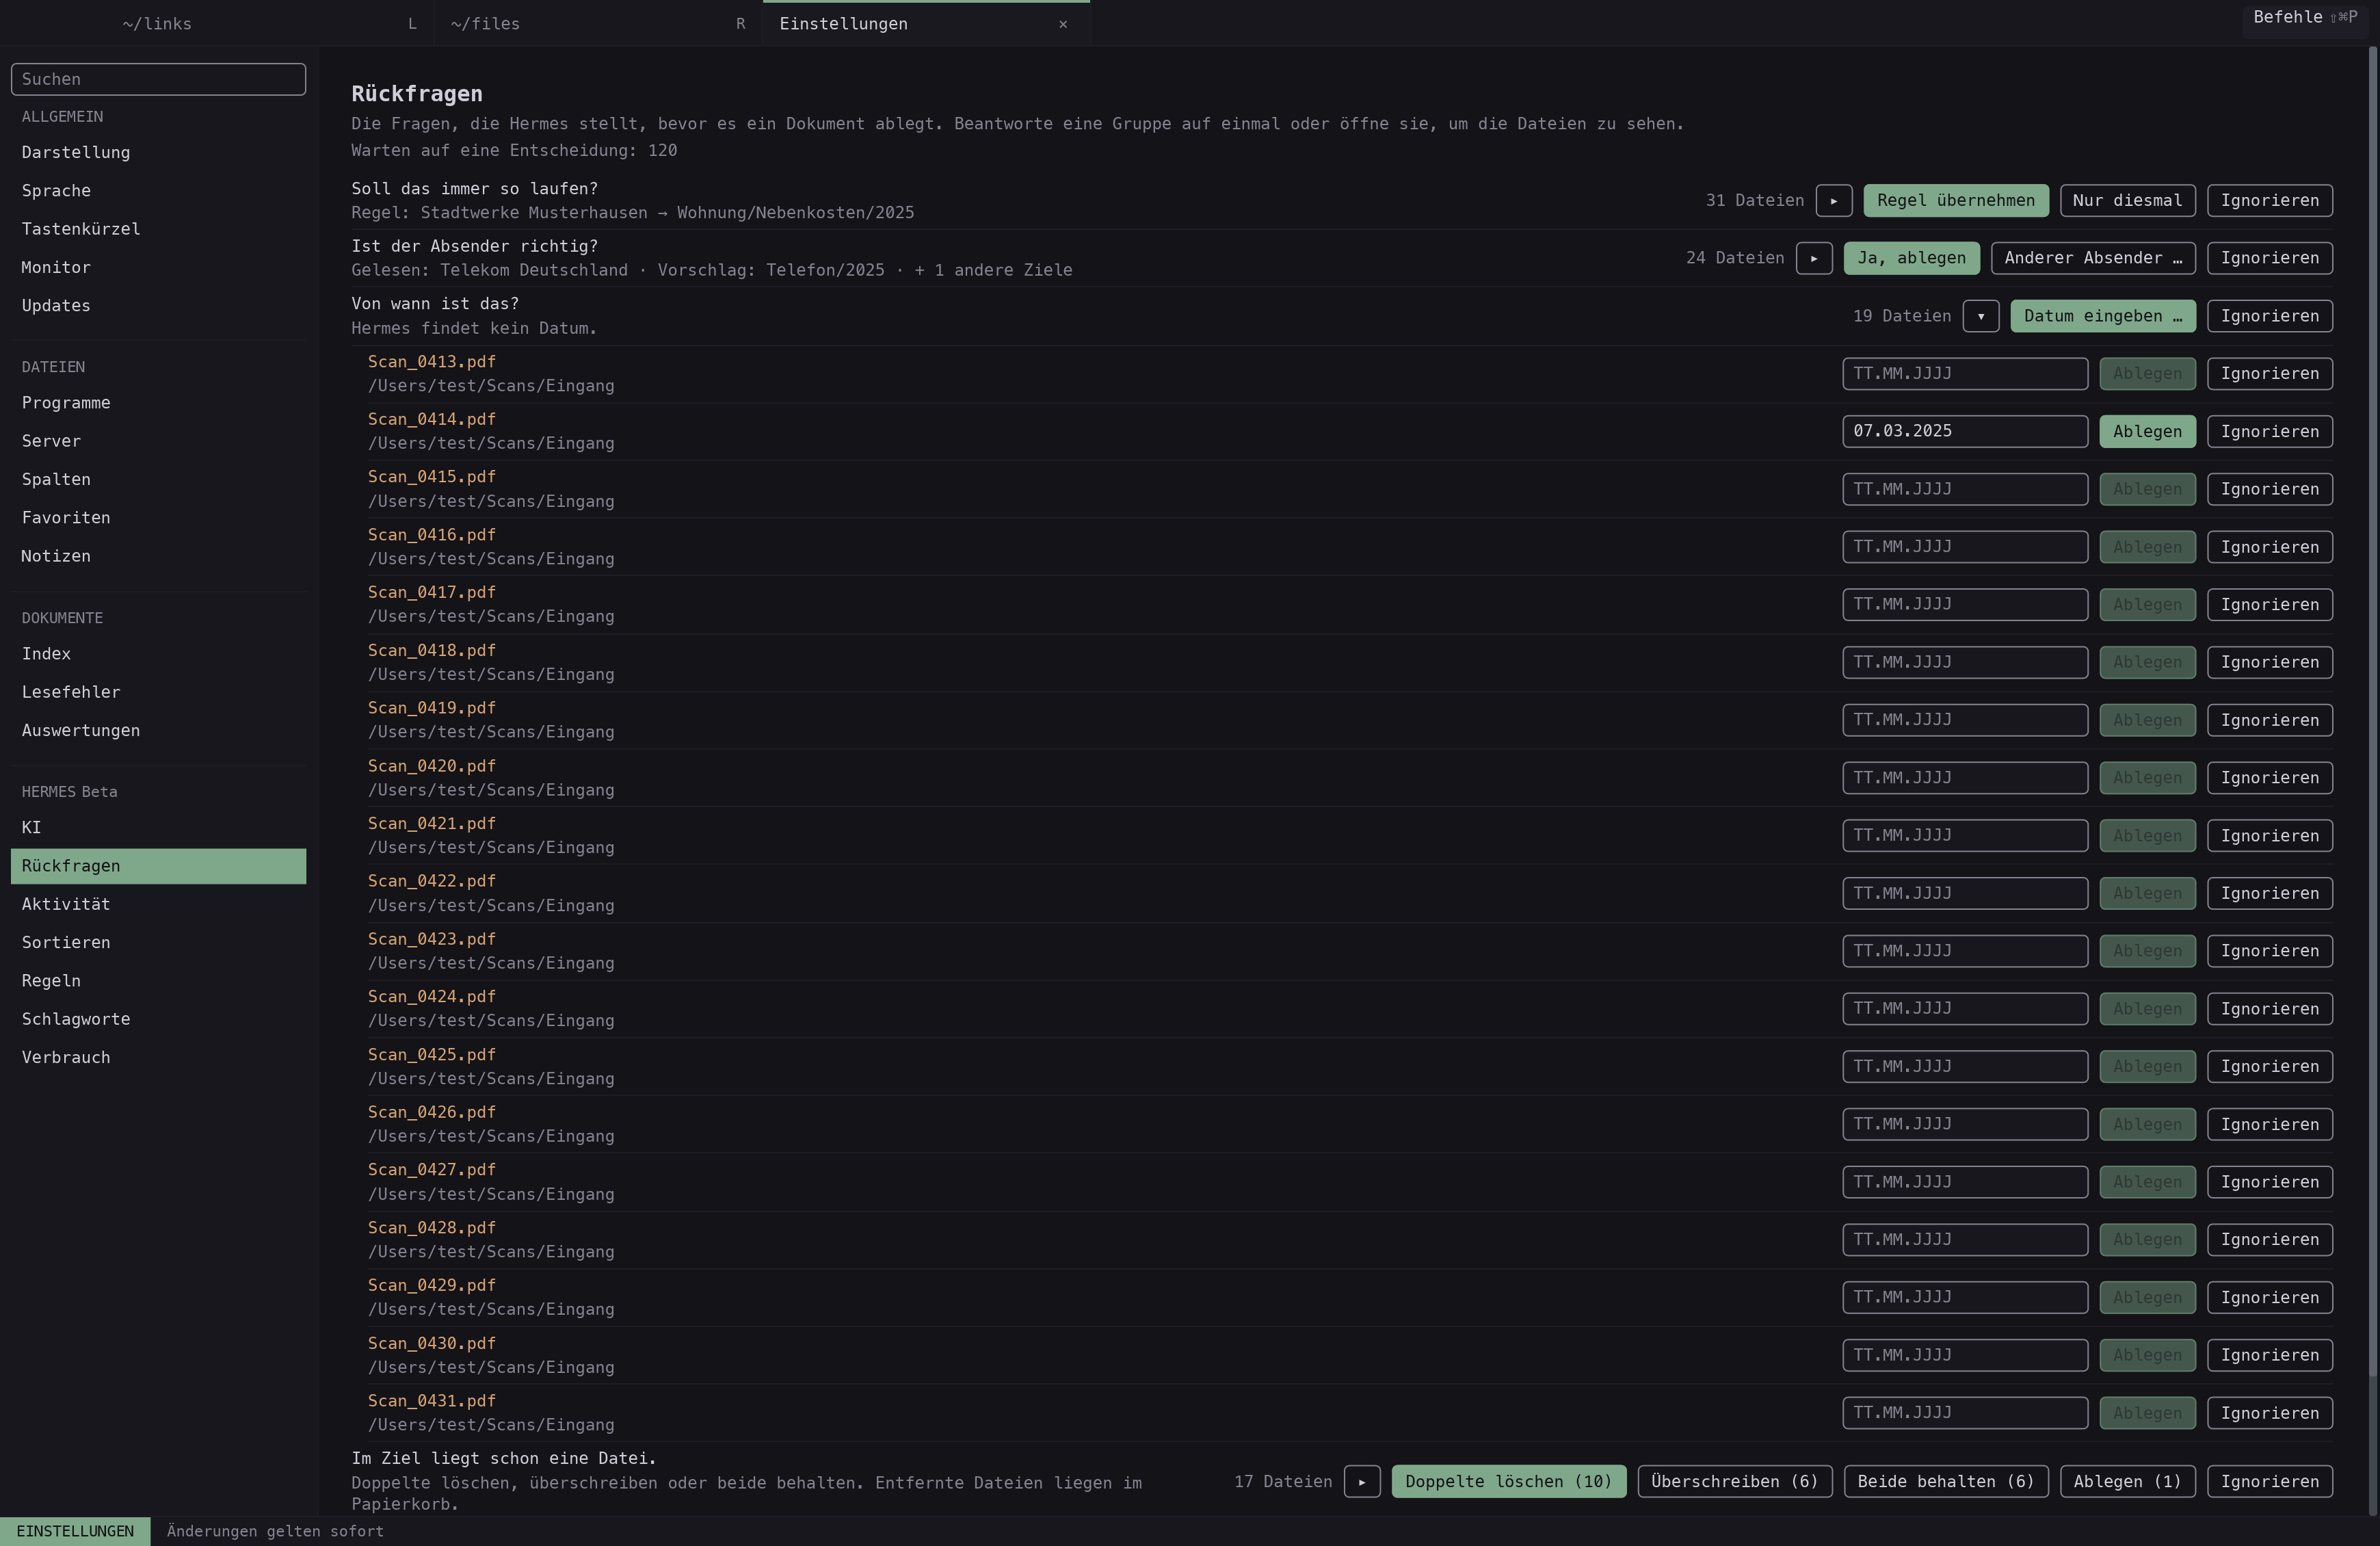 ~/links L ~/files R Einstellungen × Befehle ⇧⌘P
Suchen
ALLGEMEIN
Darstellung
Sprache
Tastenkürzel
Monitor
Updates
DATEIEN
Programme
Server
Spalten
Favoriten
Notizen
DOKUMENTE
Index
Lesefehler
Auswertungen
HERMES Beta
KI
Rückfragen
Aktivität
Sortieren
Regeln
Schlagworte
Verbrauch
Rückfragen
Die Fragen, die Hermes stellt, bevor es ein Dokument ablegt. Beantworte eine Gruppe auf einmal oder öffne sie, um die Dateien zu sehen.
Warten auf eine Entscheidung: 120
Soll das immer so laufen?
Regel: Stadtwerke Musterhausen → Wohnung/Nebenkosten/2025
31 Dateien ▸ Regel übernehmen Nur diesmal Ignorieren
Ist der Absender richtig?
Gelesen: Telekom Deutschland · Vorschlag: Telefon/2025 · + 1 andere Ziele
24 Dateien ▸ Ja, ablegen Anderer Absender … Ignorieren
Von wann ist das?
Hermes findet kein Datum.
19 Dateien ▾ Datum eingeben … Ignorieren
Scan_0413.pdf
/Users/test/Scans/Eingang
TT.MM.JJJJ Ablegen Ignorieren
Scan_0414.pdf
/Users/test/Scans/Eingang
07.03.2025 Ablegen Ignorieren
Scan_0415.pdf
/Users/test/Scans/Eingang
TT.MM.JJJJ Ablegen Ignorieren
Scan_0416.pdf
/Users/test/Scans/Eingang
TT.MM.JJJJ Ablegen Ignorieren
Scan_0417.pdf
/Users/test/Scans/Eingang
TT.MM.JJJJ Ablegen Ignorieren
Scan_0418.pdf
/Users/test/Scans/Eingang
TT.MM.JJJJ Ablegen Ignorieren
Scan_0419.pdf
/Users/test/Scans/Eingang
TT.MM.JJJJ Ablegen Ignorieren
Scan_0420.pdf
/Users/test/Scans/Eingang
TT.MM.JJJJ Ablegen Ignorieren
Scan_0421.pdf
/Users/test/Scans/Eingang
TT.MM.JJJJ Ablegen Ignorieren
Scan_0422.pdf
/Users/test/Scans/Eingang
TT.MM.JJJJ Ablegen Ignorieren
Scan_0423.pdf
/Users/test/Scans/Eingang
TT.MM.JJJJ Ablegen Ignorieren
Scan_0424.pdf
/Users/test/Scans/Eingang
TT.MM.JJJJ Ablegen Ignorieren
Scan_0425.pdf
/Users/test/Scans/Eingang
TT.MM.JJJJ Ablegen Ignorieren
Scan_0426.pdf
/Users/test/Scans/Eingang
TT.MM.JJJJ Ablegen Ignorieren
Scan_0427.pdf
/Users/test/Scans/Eingang
TT.MM.JJJJ Ablegen Ignorieren
Scan_0428.pdf
/Users/test/Scans/Eingang
TT.MM.JJJJ Ablegen Ignorieren
Scan_0429.pdf
/Users/test/Scans/Eingang
TT.MM.JJJJ Ablegen Ignorieren
Scan_0430.pdf
/Users/test/Scans/Eingang
TT.MM.JJJJ Ablegen Ignorieren
Scan_0431.pdf
/Users/test/Scans/Eingang
TT.MM.JJJJ Ablegen Ignorieren
Im Ziel liegt schon eine Datei.
Doppelte löschen, überschreiben oder beide behalten. Entfernte Dateien liegen im
Papierkorb.
17 Dateien ▸ Doppelte löschen (10) Überschreiben (6) Beide behalten (6) Ablegen (1) Ignorieren
EINSTELLUNGEN Änderungen gelten sofort